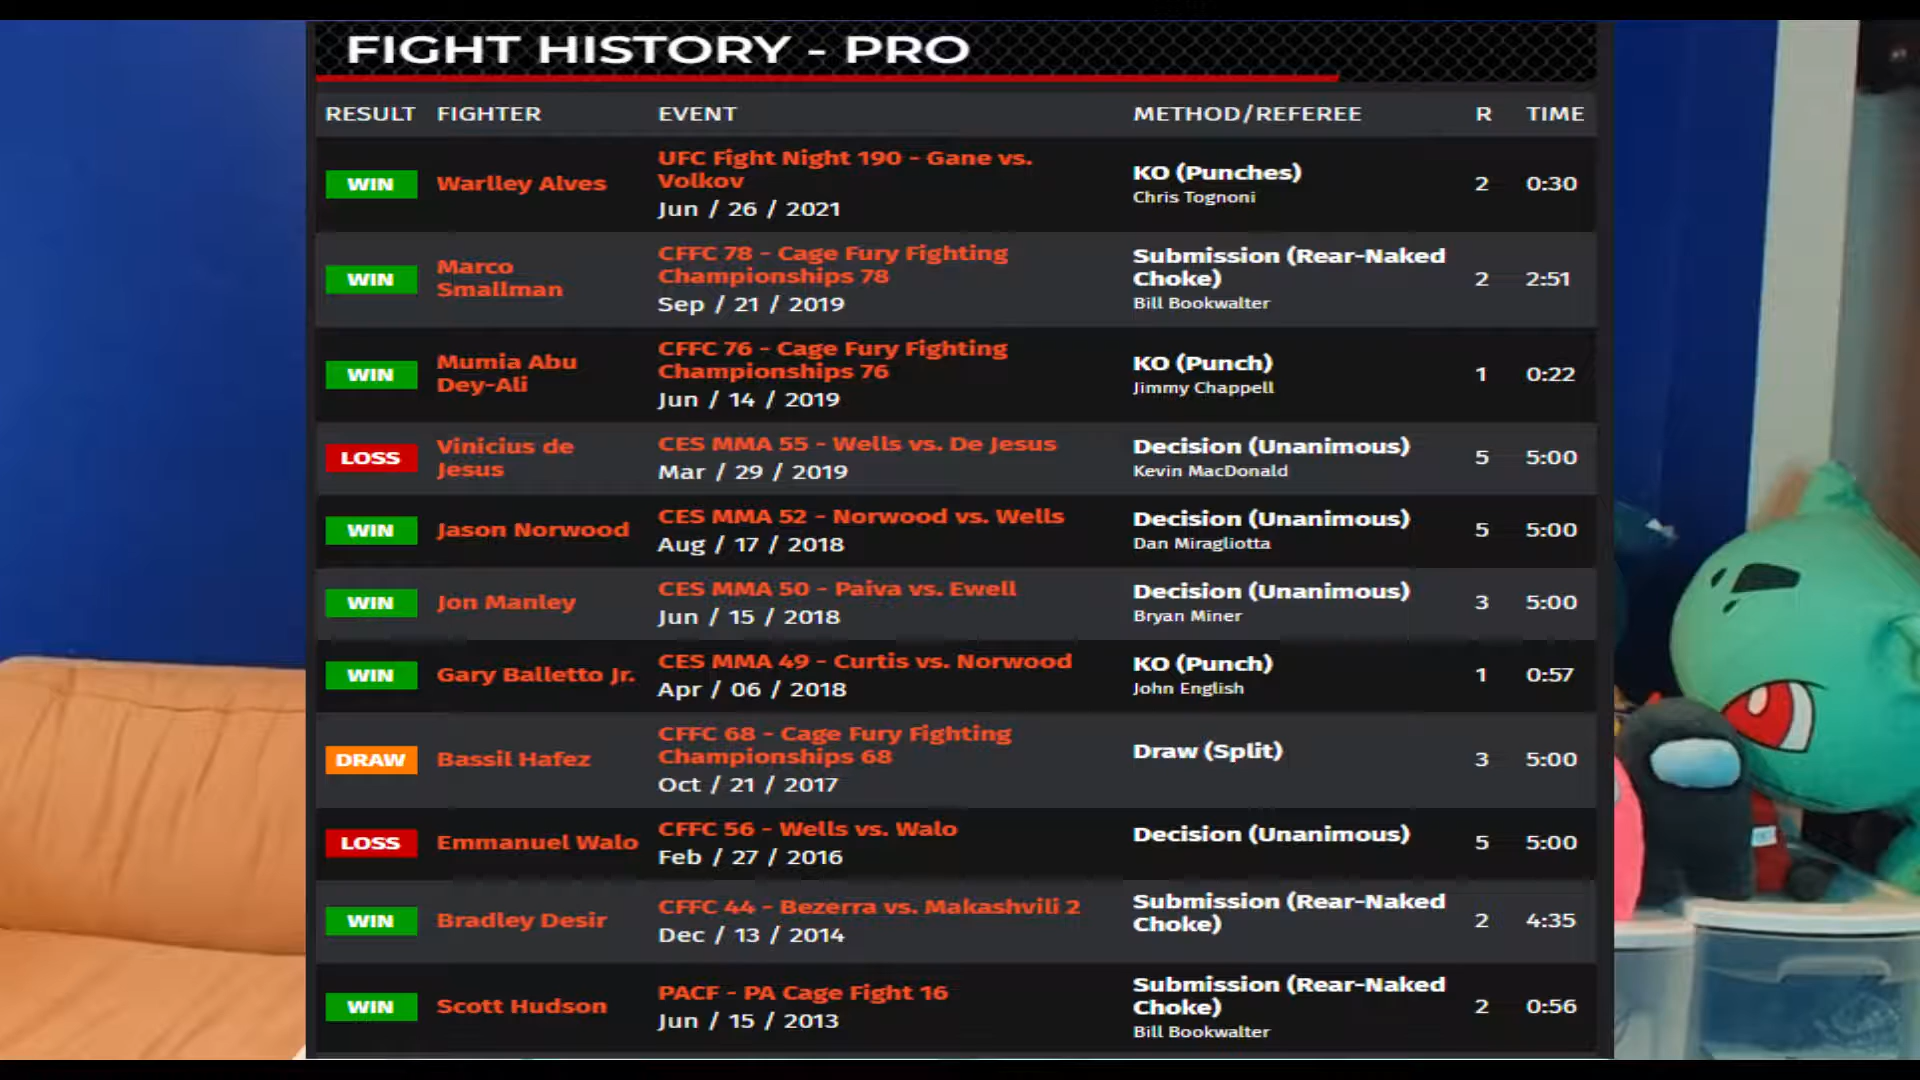 FIGHT HISTORY - PRO
RESULT FIGHTER EVENT METHOD/REFEREE R TIME
WIN Warlley Alves UFC Fight Night 190 - Gane vs.
Volkov
Jun / 26 / 2021 KO (Punches)
Chris Tognoni 2 0:30
WIN Marco
Smallman CFFC 78 - Cage Fury Fighting
Championships 78
Sep / 21 / 2019 Submission (Rear-Naked
Choke)
Bill Bookwalter 2 2:51
WIN Mumia Abu
Dey-Ali CFFC 76 - Cage Fury Fighting
Championships 76
Jun / 14 / 2019 KO (Punch)
Jimmy Chappell 1 0:22
LOSS Vinicius de
Jesus CES MMA 55 - Wells vs. De Jesus
Mar / 29 / 2019 Decision (Unanimous)
Kevin MacDonald 5 5:00
WIN Jason Norwood CES MMA 52 - Norwood vs. Wells
Aug / 17 / 2018 Decision (Unanimous)
Dan Miragliotta 5 5:00
WIN Jon Manley CES MMA 50 - Paiva vs. Ewell
Jun / 15 / 2018 Decision (Unanimous)
Bryan Miner 3 5:00
WIN Gary Balletto Jr. CES MMA 49 - Curtis vs. Norwood
Apr / 06 / 2018 KO (Punch)
John English 1 0:57
DRAW Bassil Hafez CFFC 68 - Cage Fury Fighting
Championships 68
Oct / 21 / 2017 Draw (Split) 3 5:00
LOSS Emmanuel Walo CFFC 56 - Wells vs. Walo
Feb / 27 / 2016 Decision (Unanimous) 5 5:00
WIN Bradley Desir CFFC 44 - Bezerra vs. Makashvili 2
Dec / 13 / 2014 Submission (Rear-Naked
Choke) 2 4:35
WIN Scott Hudson PACF - PA Cage Fight 16
Jun / 15 / 2013 Submission (Rear-Naked
Choke)
Bill Bookwalter 2 0:56